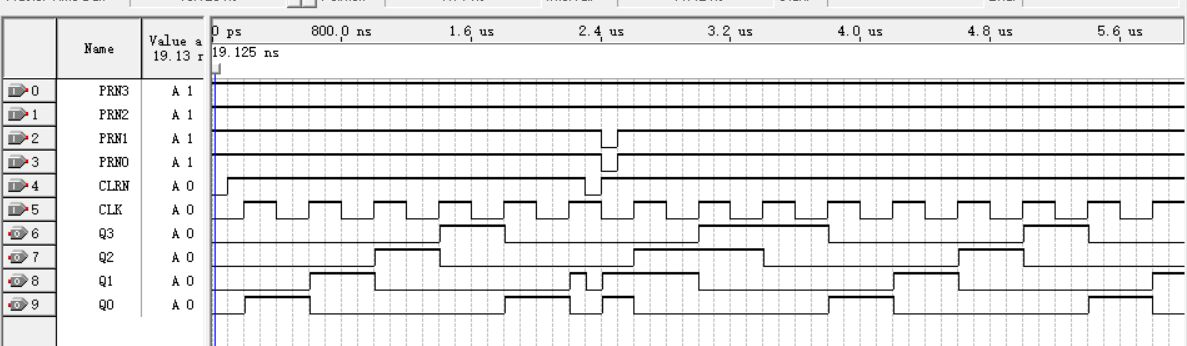 0 ps 800.0 ns 1.6 us 2.4 us 3.2 us 4.0 us 4.8 us 5.6 us
Name Value a
19.13 r
19.125 ns
0 PRN3 A 1
1 PRN2 A 1
2 PRN1 A 1
3 PRN0 A 1
4 CLRN A 0
5 CLK A 0
6 Q3 A 0
7 Q2 A 0
8 Q1 A 0
9 Q0 A 0